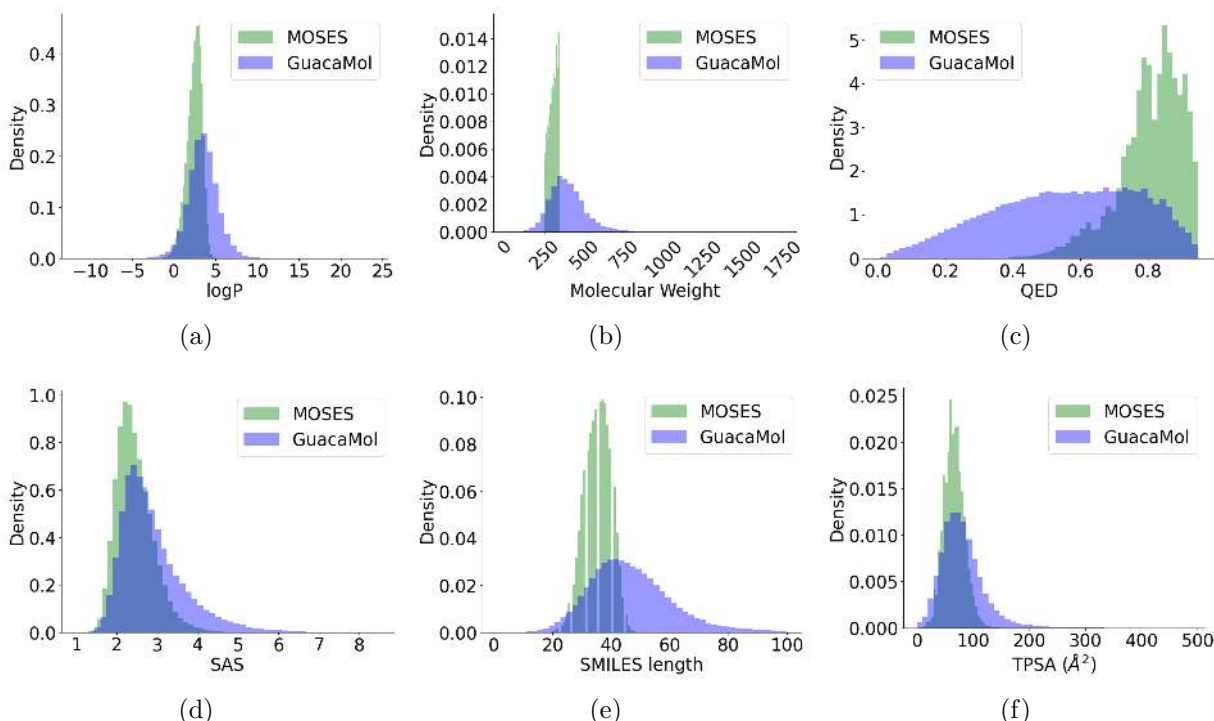 0.4
0.3
0.2
0.1
0.0
Density
MOSES
GuacaMol
−10 −5 0 5 10 15 20 25
logP
(a)
0.014
0.012
0.010
0.008
0.006
0.004
0.002
0.000
Density
MOSES
GuacaMol
0 250 500 750 1000 1250 1500 1750
Molecular Weight
(b)
5
4
3
2
1
0
Density
MOSES
GuacaMol
0.0 0.2 0.4 0.6 0.8
QED
(c)
1.0
0.8
0.6
0.4
0.2
0.0
Density
MOSES
GuacaMol
1 2 3 4 5 6 7 8
SAS
(d)
0.10
0.08
0.06
0.04
0.02
0.00
Density
MOSES
GuacaMol
0 20 40 60 80 100
SMILES length
(e)
0.025
0.020
0.015
0.010
0.005
0.000
Density
MOSES
GuacaMol
0 100 200 300 400 500
TPSA (Å²)
(f)